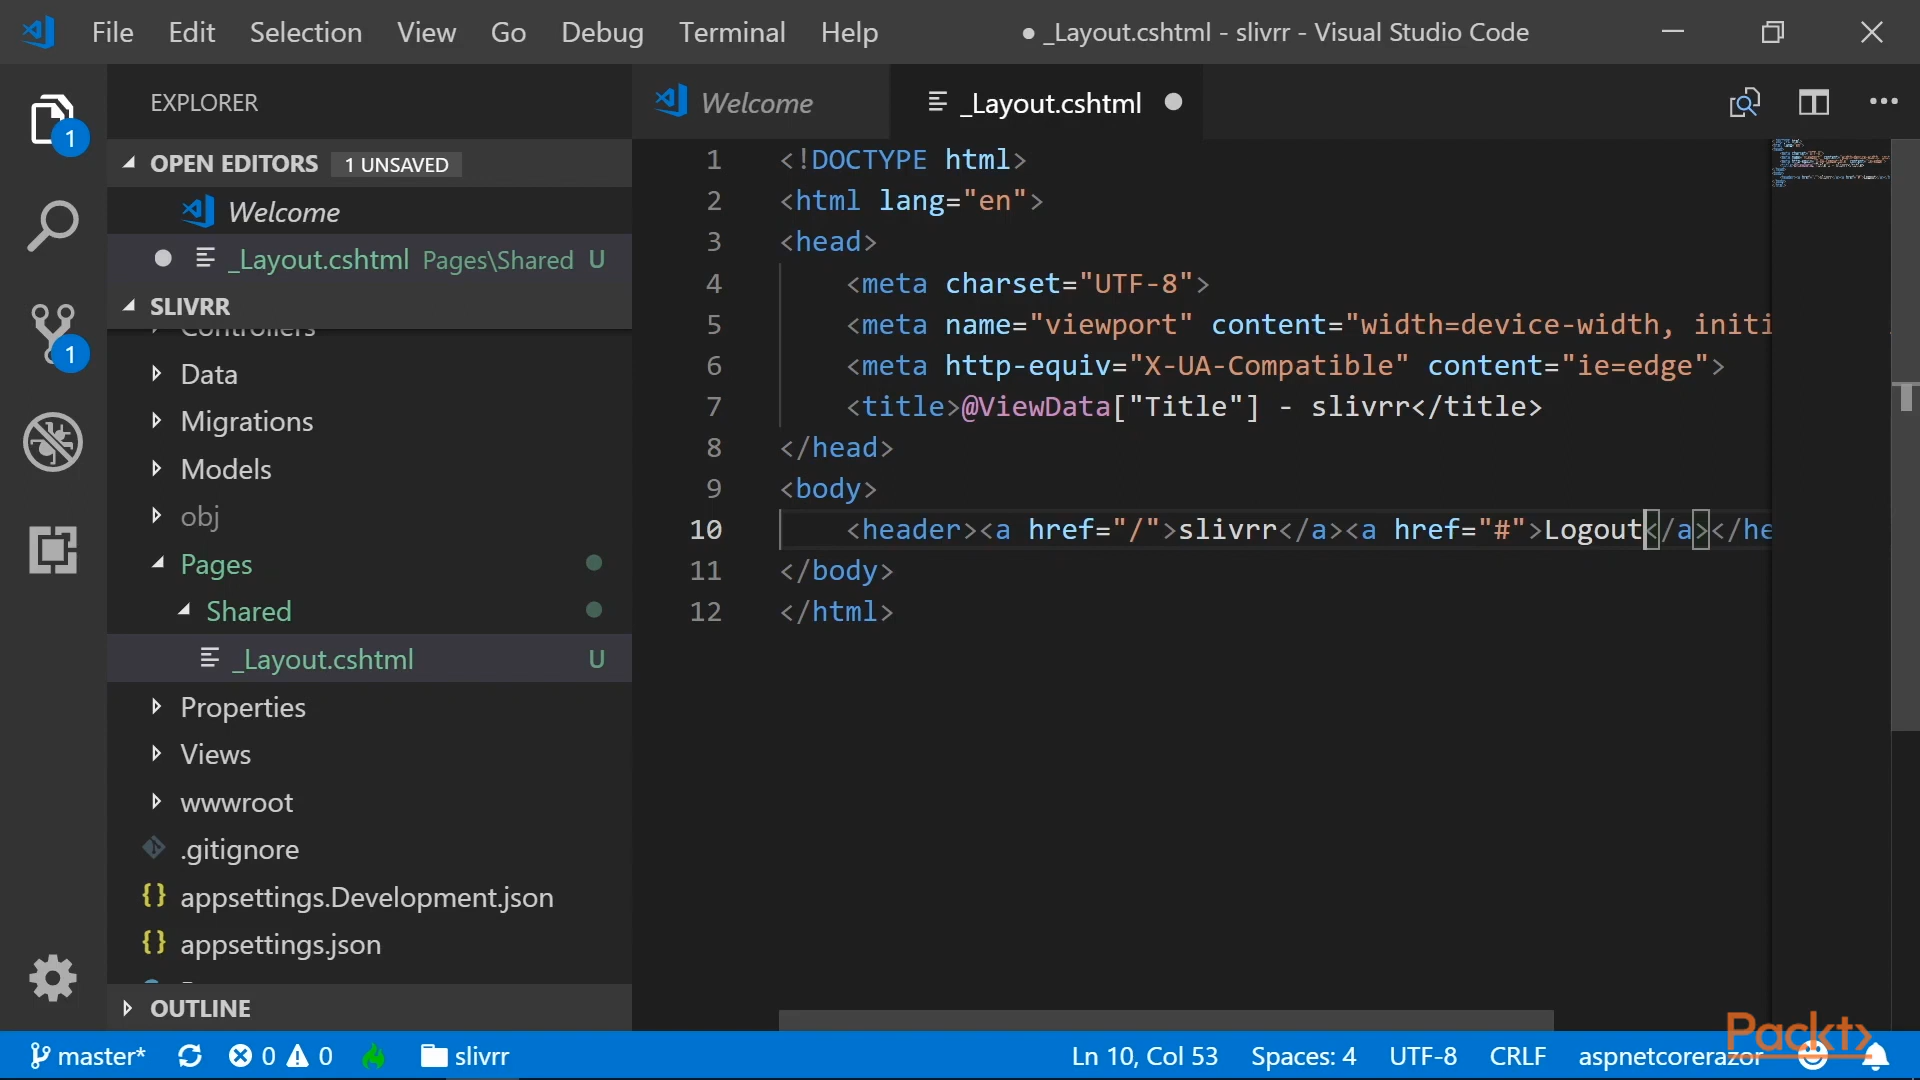 File Edit Selection View Go Debug Terminal Help
● _Layout.cshtml - slivrr - Visual Studio Code
EXPLORER
Welcome
_Layout.cshtml
1
OPEN EDITORS 1 UNSAVED
Welcome
_Layout.cshtml Pages\Shared U
SLIVRR
Controllers
Data
Migrations
Models
obj
Pages
Shared
_Layout.cshtml U
Properties
Views
wwwroot
.gitignore
appsettings.Development.json
appsettings.json
OUTLINE
1
1 <!DOCTYPE html>
2 <html lang="en">
3 <head>
4 <meta charset="UTF-8">
5 <meta name="viewport" content="width=device-width, initi
6 <meta http-equiv="X-UA-Compatible" content="ie=edge">
7 <title>@ViewData["Title"] - slivrr</title>
8 </head>
9 <body>
10 <header><a href="/">slivrr</a><a href="#">Logout</a></he
11 </body>
12 </html>
Packt>
master* 0 0 slivrr
Ln 10, Col 53 Spaces: 4 UTF-8 CRLF aspnetcorerazor